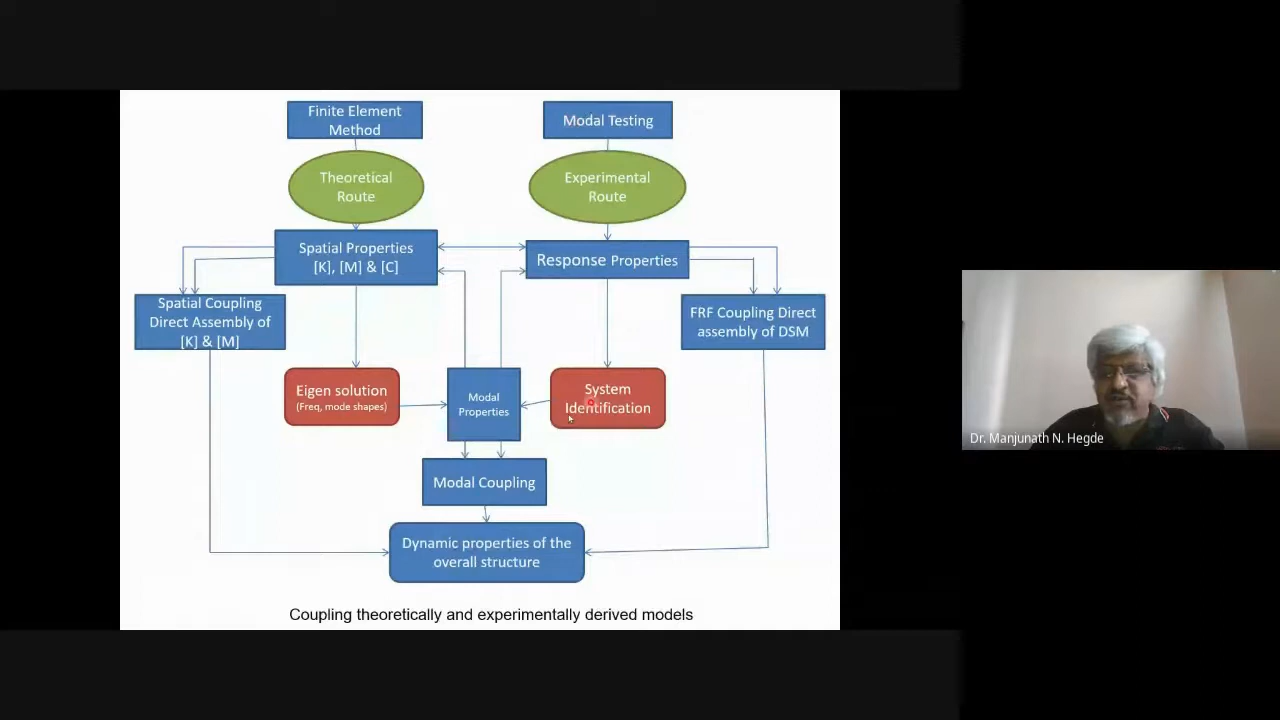 Finite Element
Method
Modal Testing
Theoretical
Route
Experimental
Route
Spatial Properties
[K], [M] & [C]
Response Properties
Spatial Coupling
Direct Assembly of
[K] & [M]
FRF Coupling Direct
assembly of DSM
Eigen solution
(Freq, mode shapes)
Modal
Properties
System
Identification
Modal Coupling
Dynamic properties of the
overall structure
Coupling theoretically and experimentally derived models
Dr. Manjunath N. Hegde